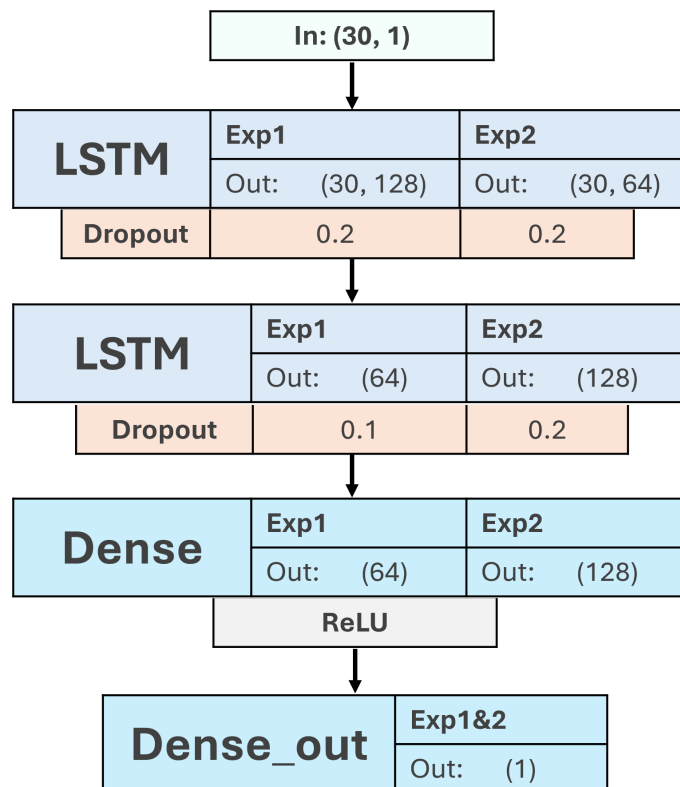 In: (30, 1)
LSTM
Exp1 Exp2
Out: (30, 128) Out: (30, 64)
Dropout 0.2 0.2
LSTM
Exp1 Exp2
Out: (64) Out: (128)
Dropout 0.1 0.2
Dense
Exp1 Exp2
Out: (64) Out: (128)
ReLU
Dense_out
Exp1&2
Out: (1)